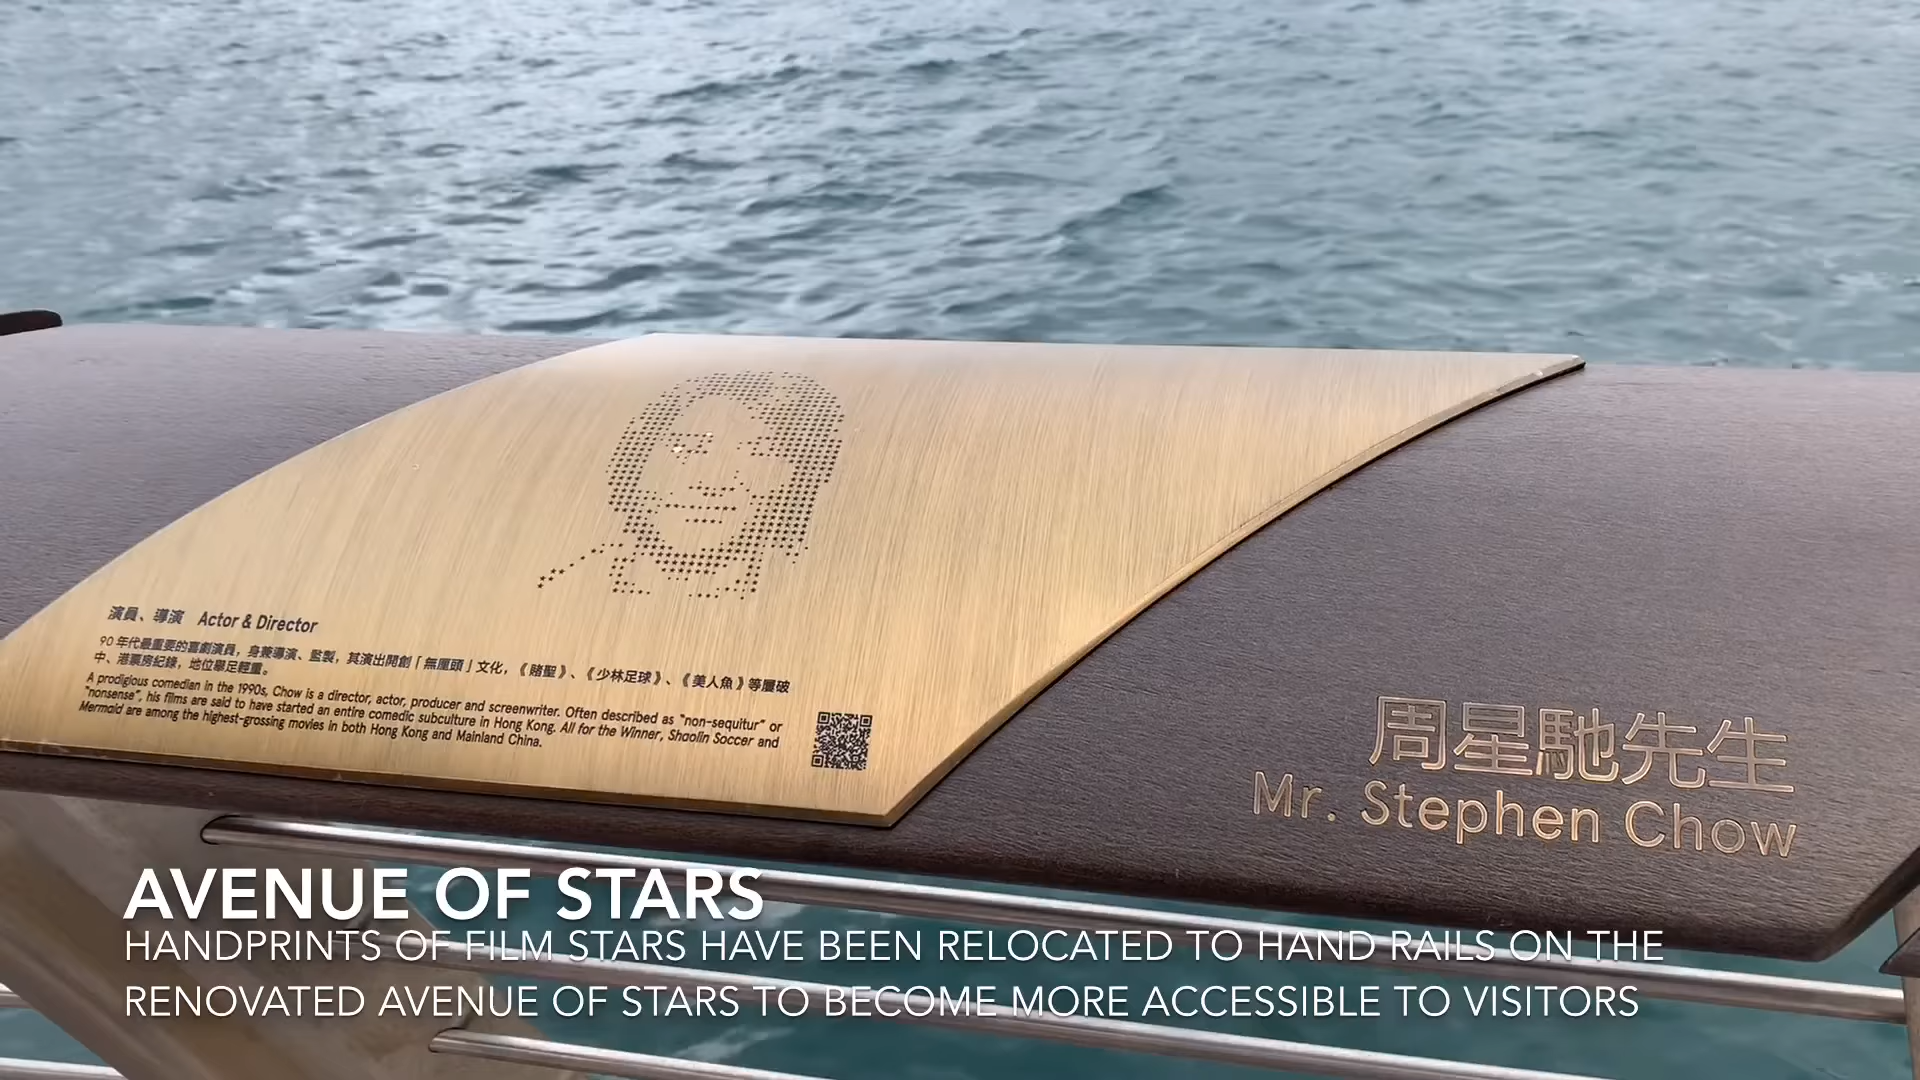 演員、導演 Actor & Director
90 年代最重要的喜劇演員，身兼導演、監製，其演出開創「無厘頭」文化，《賭聖》、《少林足球》、《美人魚》等屢破
中、港票房紀錄，地位舉足輕重。
A prodigious comedian in the 1990s, Chow is a director, actor, producer and screenwriter. Often described as "non-sequitur" or
"nonsense", his films are said to have started an entire comedic subculture in Hong Kong. All for the Winner, Shaolin Soccer and
Mermaid are among the highest-grossing movies in both Hong Kong and Mainland China.
周星馳先生
Mr. Stephen Chow
AVENUE OF STARS
HANDPRINTS OF FILM STARS HAVE BEEN RELOCATED TO HAND RAILS ON THE
RENOVATED AVENUE OF STARS TO BECOME MORE ACCESSIBLE TO VISITORS